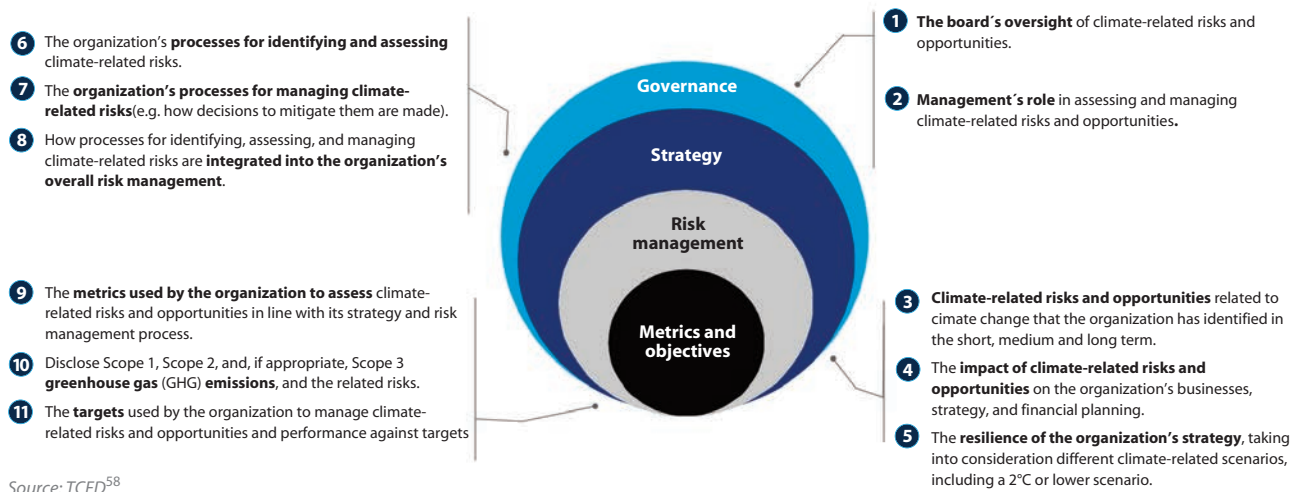 6 The organization’s processes for identifying and assessing
climate-related risks.
7 The organization’s processes for managing climate-
related risks(e.g. how decisions to mitigate them are made).
8 How processes for identifying, assessing, and managing
climate-related risks are integrated into the organization’s
overall risk management.
9 The metrics used by the organization to assess climate-
related risks and opportunities in line with its strategy and risk
management process.
10 Disclose Scope 1, Scope 2, and, if appropriate, Scope 3
greenhouse gas (GHG) emissions, and the related risks.
11 The targets used by the organization to manage climate-
related risks and opportunities and performance against targets
Governance
Strategy
Risk
management
Metrics and
objectives
1 The board´s oversight of climate-related risks and
opportunities.
2 Management´s role in assessing and managing
climate-related risks and opportunities.
3 Climate-related risks and opportunities related to
cimate change that the organization has identified in
the short, medium and long term.
4 The impact of climate-related risks and
opportunities on the organization’s businesses,
strategy, and financial planning.
5 The resilience of the organization’s strategy, taking
into consideration different climate-related scenarios,
including a 2°C or lower scenario.
Source: TCFD58